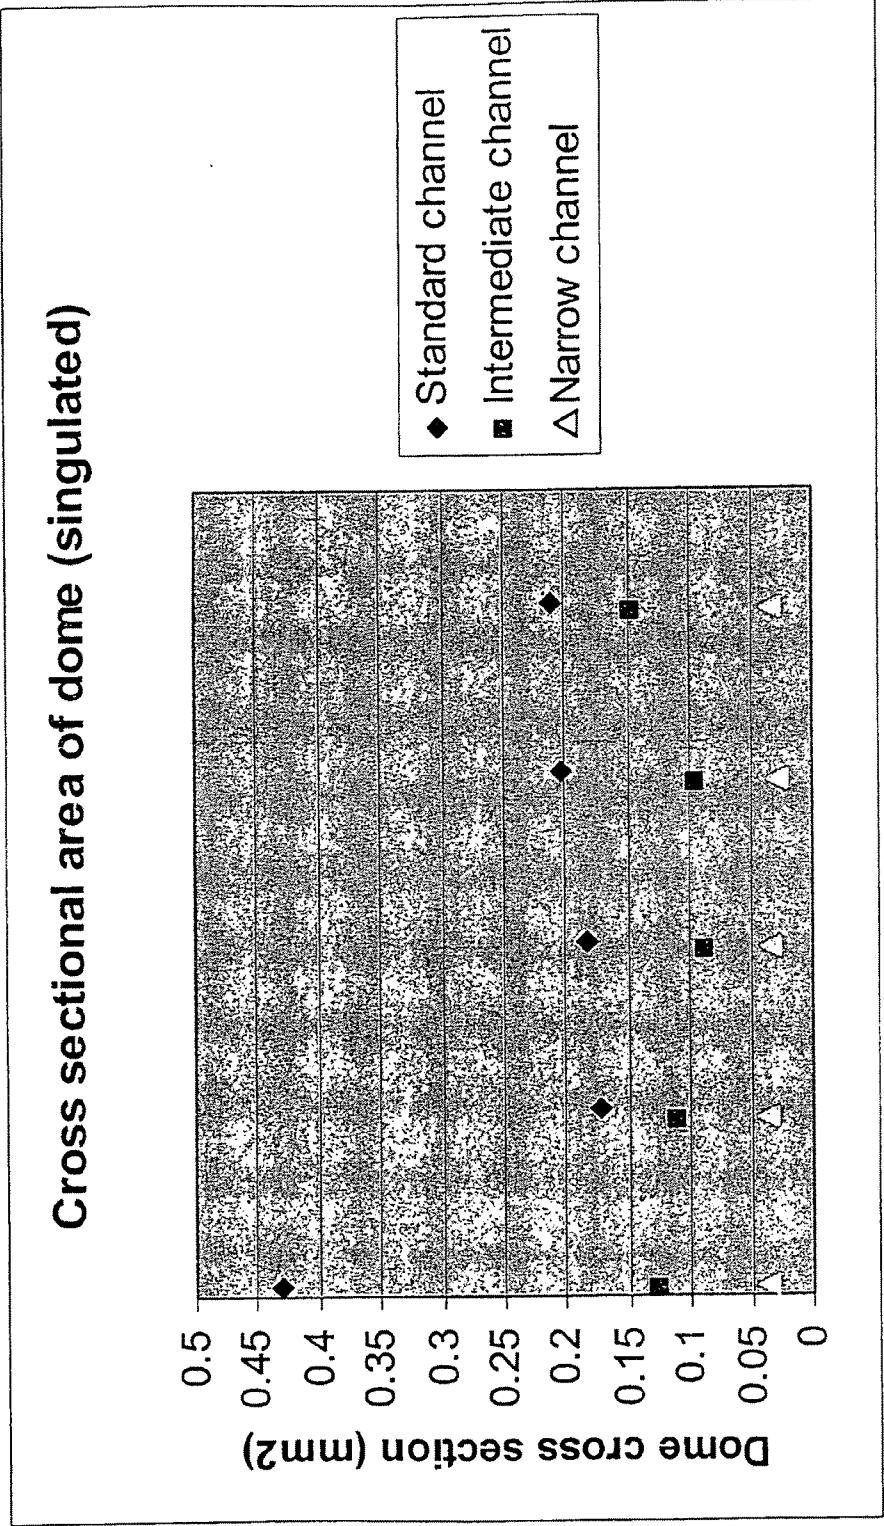 Cross sectional area of dome (singulated)
Dome cross section (mm2)
0.5
0.45
0.4
0.35
0.3
0.25
0.2
0.15
0.1
0.05
0
Standard channel
Intermediate channel
Narrow channel